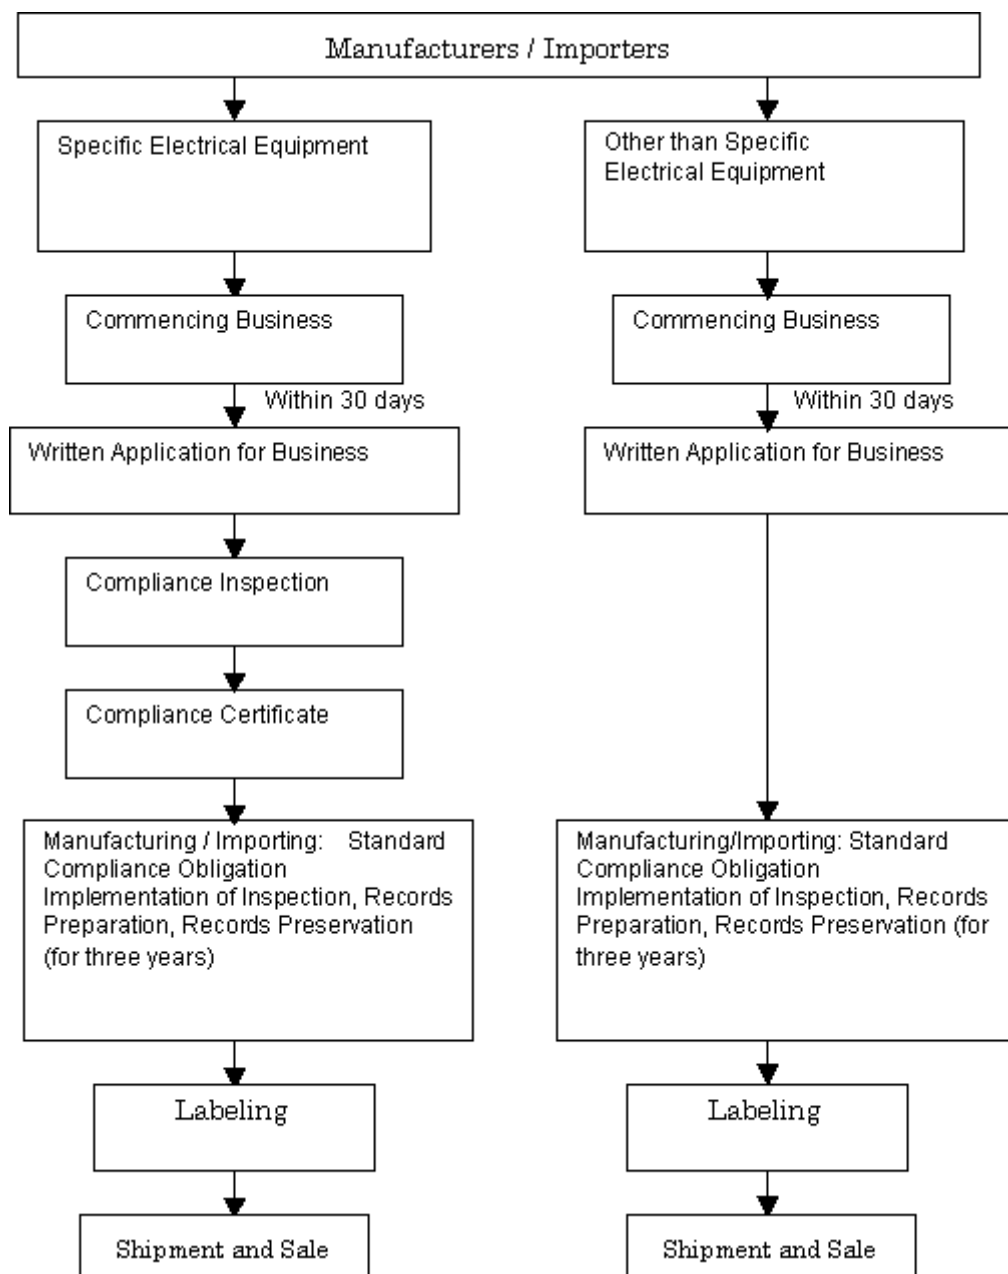 Manufacturers / Importers
Specific Electrical Equipment
Other than Specific
Electrical Equipment
Commencing Business
Commencing Business
Within 30 days
Within 30 days
Written Application for Business
Written Application for Business
Compliance Inspection
Compliance Certificate
Manufacturing / Importing: Standard
Compliance Obligation
Implementation of Inspection, Records
Preparation, Records Preservation
(for three years)
Manufacturing/Importing: Standard
Compliance Obligation
Implementation of Inspection, Records
Preparation, Records Preservation (for
three years)
Labeling
Labeling
Shipment and Sale
Shipment and Sale